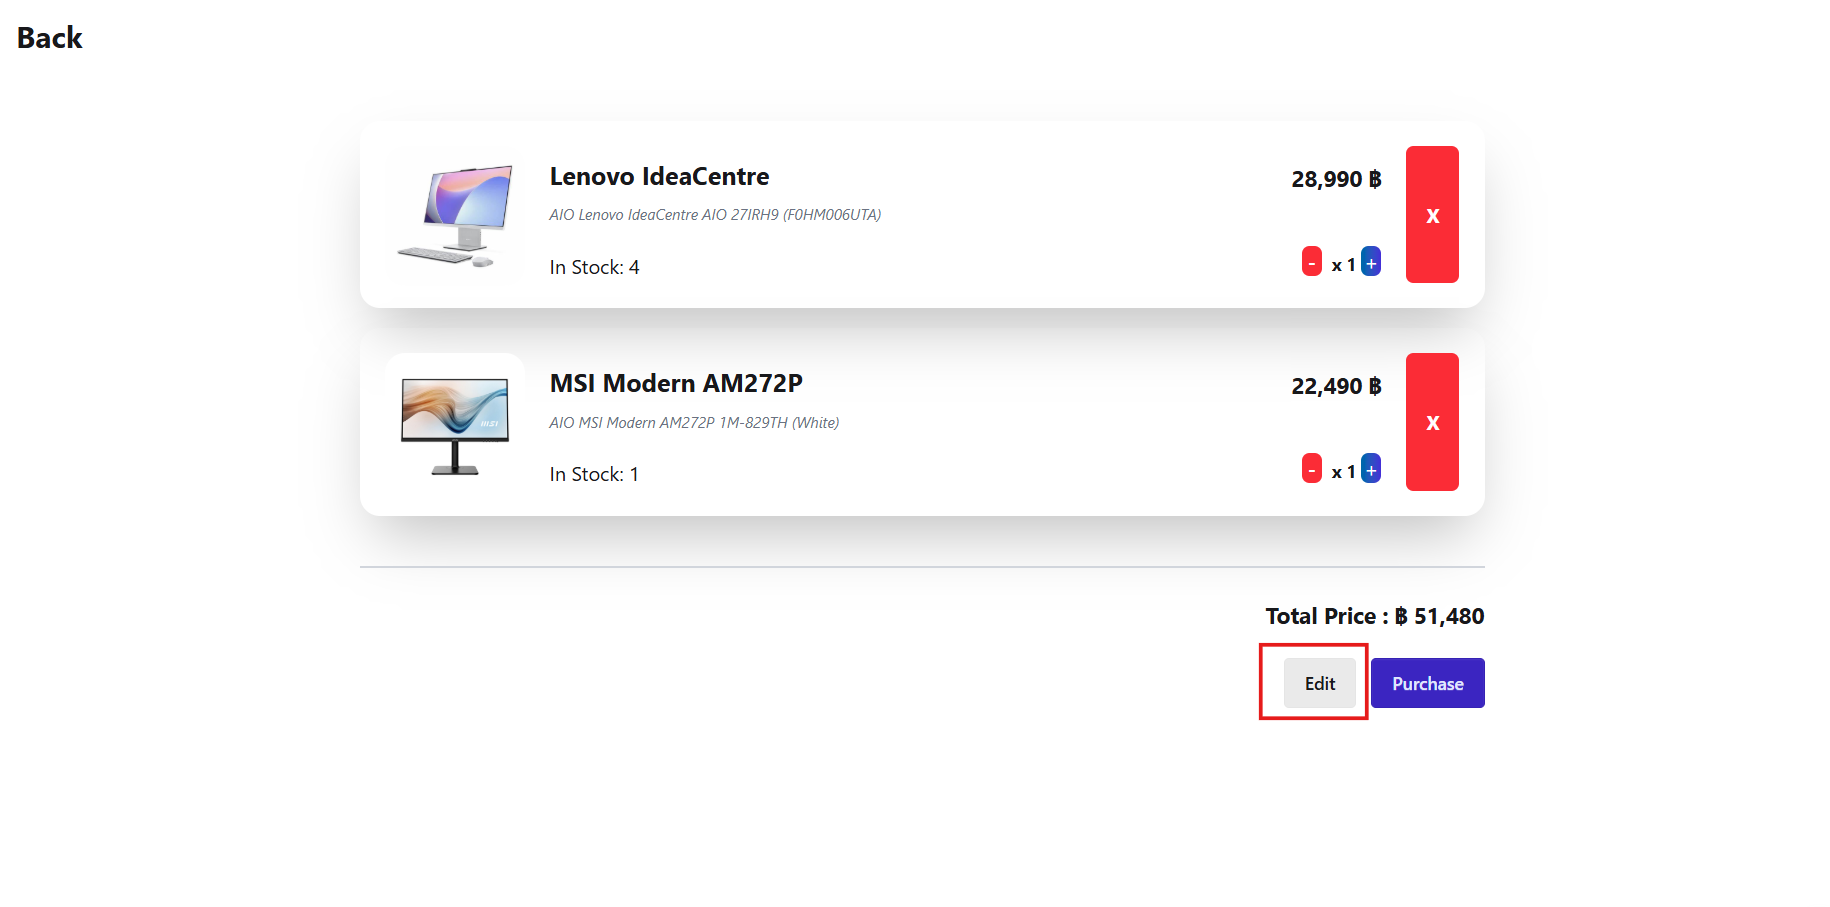 Back
Lenovo IdeaCentre
28,990 ฿
AIO Lenovo IdeaCentre AIO 27IRH9 (F0HM006UTA)
X
In Stock: 4
- x 1 +
MSI Modern AM272P
22,490 ฿
AIO MSI Modern AM272P 1M-829TH (White)
X
msi
In Stock: 1
- x 1 +
Total Price : ฿ 51,480
Edit
Purchase